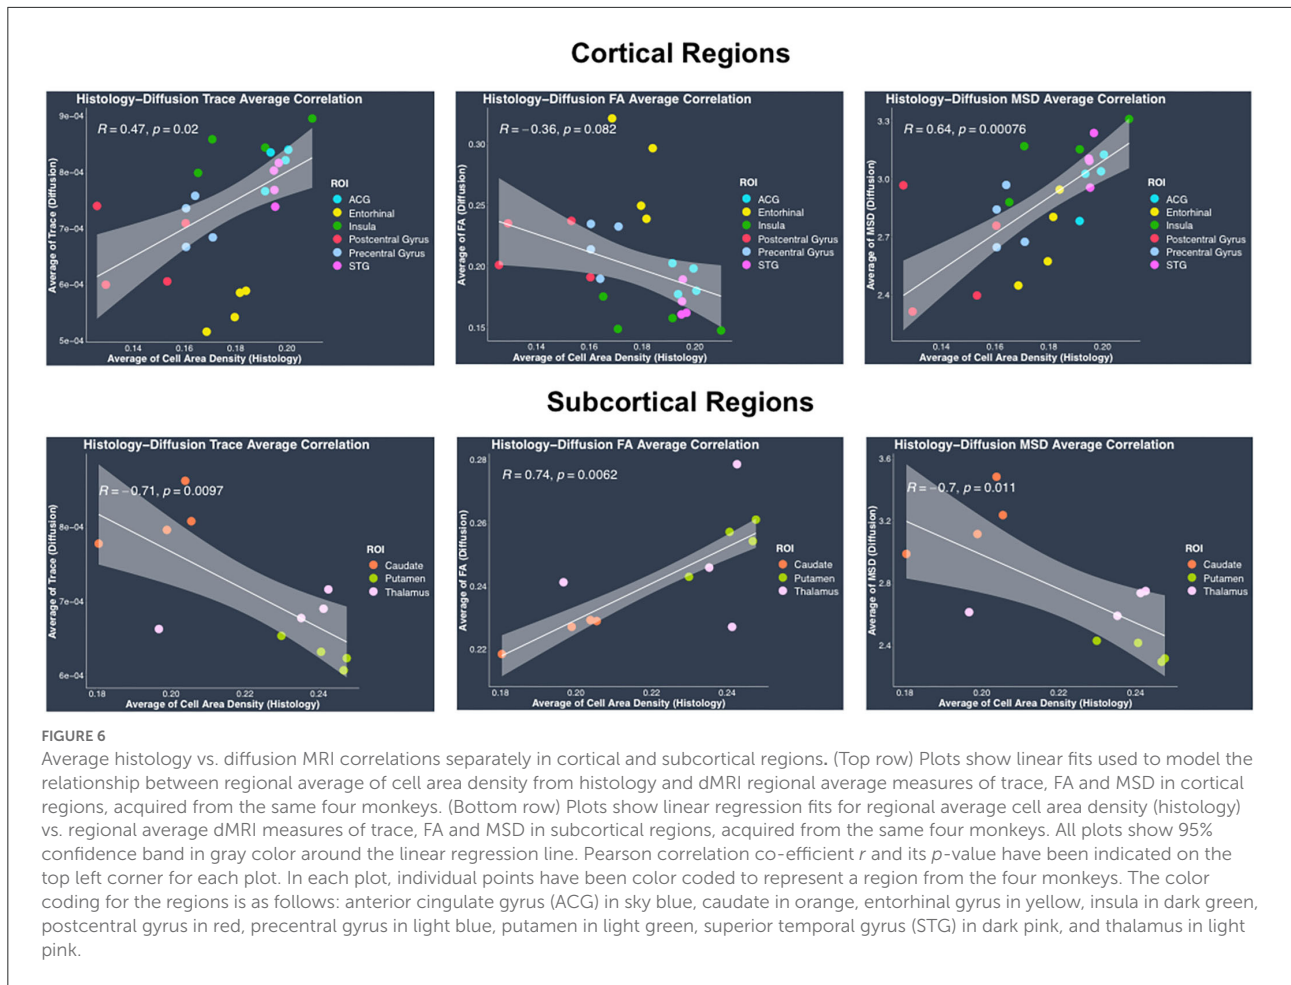 Cortical Regions
Histology–Diffusion Trace Average Correlation
R = 0.47, p = 0.02
Average of Trace (Diffusion)
9e−04
8e−04
7e−04
6e−04
5e−04
0.14
0.16
0.18
0.20
Average of Cell Area Density (Histology)
ROI
ACG
Entorhinal
Insula
Postcentral Gyrus
Precentral Gyrus
STG
Histology–Diffusion FA Average Correlation
R = −0.36, p = 0.082
Average of FA (Diffusion)
0.30
0.25
0.20
0.15
0.14
0.16
0.18
0.20
Average of Cell Area Density (Histology)
ROI
ACG
Entorhinal
Insula
Postcentral Gyrus
Precentral Gyrus
STG
Histology–Diffusion MSD Average Correlation
R = 0.64, p = 0.00076
Average of MSD (Diffusion)
3.3
3.0
2.7
2.4
0.14
0.16
0.18
0.20
Average of Cell Area Density (Histology)
ROI
ACG
Entorhinal
Insula
Postcentral Gyrus
Precentral Gyrus
STG
Subcortical Regions
Histology–Diffusion Trace Average Correlation
R = −0.71, p = 0.0097
Average of Trace (Diffusion)
8e−04
7e−04
6e−04
0.18
0.20
0.22
0.24
Average of Cell Area Density (Histology)
ROI
Caudate
Putamen
Thalamus
Histology–Diffusion FA Average Correlation
R = 0.74, p = 0.0062
Average of FA (Diffusion)
0.28
0.26
0.24
0.22
0.18
0.20
0.22
0.24
Average of Cell Area Density (Histology)
ROI
Caudate
Putamen
Thalamus
Histology–Diffusion MSD Average Correlation
R = −0.7, p = 0.011
Average of MSD (Diffusion)
3.6
3.2
2.8
2.4
0.18
0.20
0.22
0.24
Average of Cell Area Density (Histology)
ROI
Caudate
Putamen
Thalamus
FIGURE 6
Average histology vs. diffusion MRI correlations separately in cortical and subcortical regions. (Top row) Plots show linear fits used to model the
relationship between regional average of cell area density from histology and dMRI regional average measures of trace, FA and MSD in cortical
regions, acquired from the same four monkeys. (Bottom row) Plots show linear regression fits for regional average cell area density (histology)
vs. regional average dMRI measures of trace, FA and MSD in subcortical regions, acquired from the same four monkeys. All plots show 95%
confidence band in gray color around the linear regression line. Pearson correlation co-efficient r and its p-value have been indicated on the
top left corner for each plot. In each plot, individual points have been color coded to represent a region from the four monkeys. The color
coding for the regions is as follows: anterior cingulate gyrus (ACG) in sky blue, caudate in orange, entorhinal gyrus in yellow, insula in dark green,
postcentral gyrus in red, precentral gyrus in light blue, putamen in light green, superior temporal gyrus (STG) in dark pink, and thalamus in light
pink.